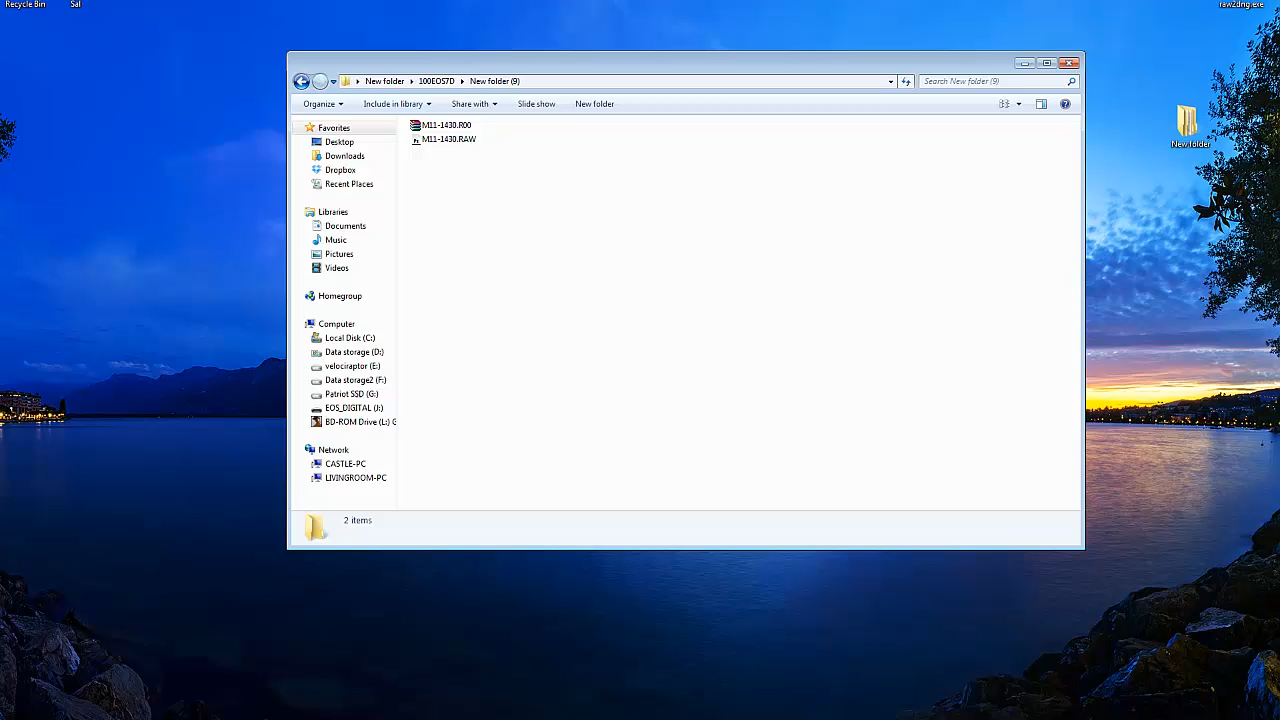 Recycle Bin
Sal
raw2dng.exe
New folder
100EOS7D
New folder (9)
Search New folder (9)
Organize
Include in library
Share with
Slide show
New folder
Favorites
Desktop
Downloads
Dropbox
Recent Places
Libraries
Documents
Music
Pictures
Videos
Homegroup
Computer
Local Disk (C:)
Data storage (D:)
velociraptor (E:)
Data storage2 (F:)
Patriot SSD (G:)
EOS_DIGITAL (J:)
BD-ROM Drive (L:) G
Network
CASTLE-PC
LIVINGROOM-PC
M11-1430.R00
M11-1430.RAW
2 items
New folder